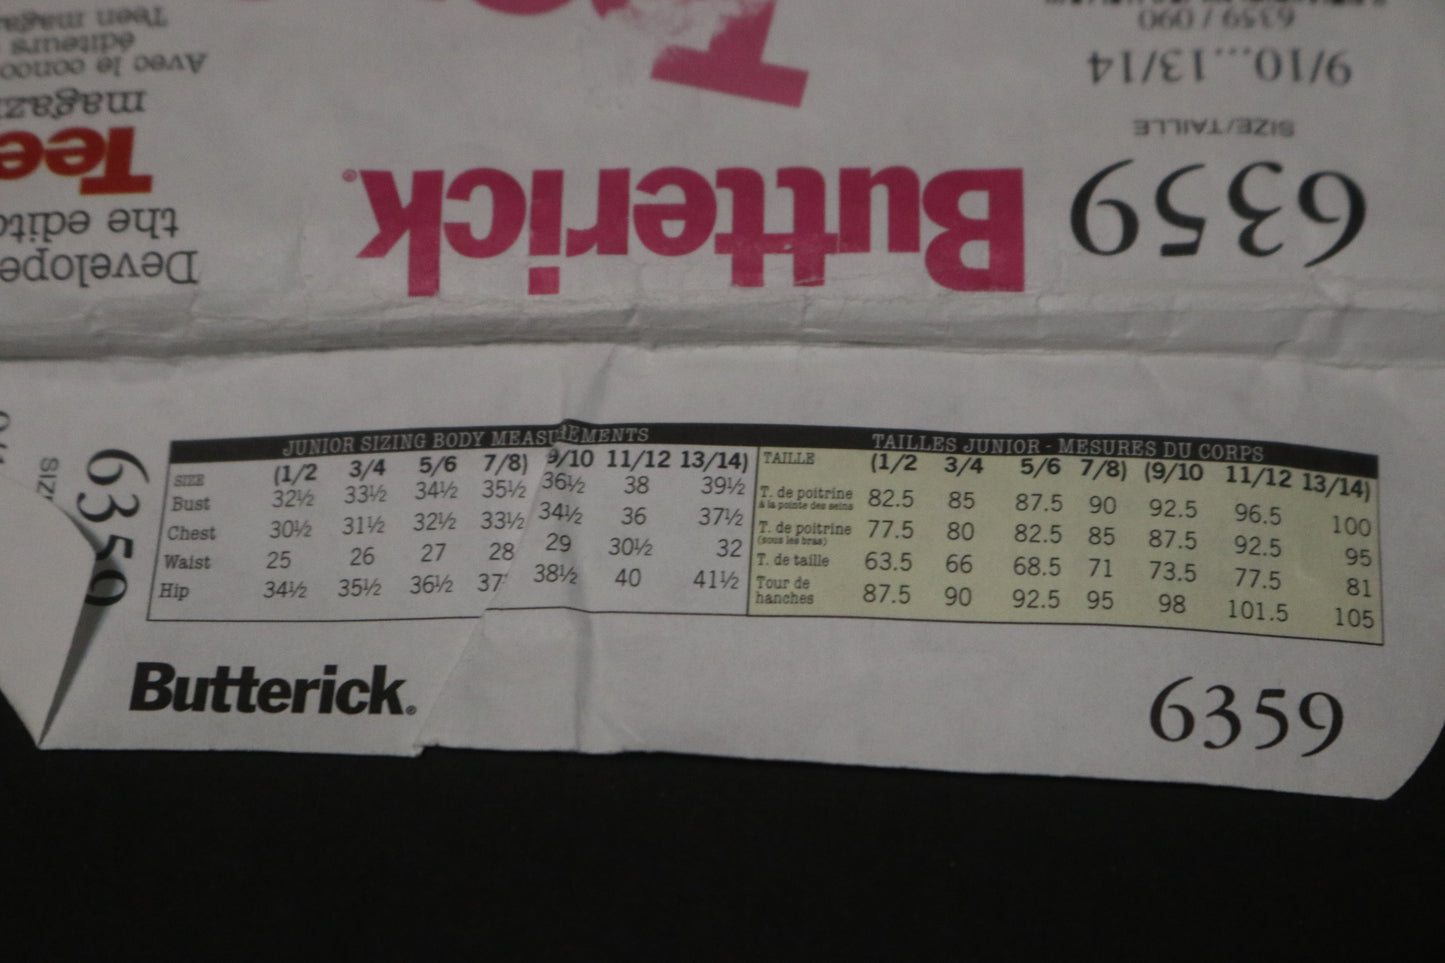 Teen maga
éditeurs
Avec le conco
magaz
Tee
the edito
Develope
Butterick®
6359 / 090
9/10...13/14
SIZE/TAILLE
6359
6359
JUNIOR SIZING BODY MEASUREMENTS
SIZE (1/2 3/4 5/6 7/8) 9/10 11/12 13/14)
Bust 32½ 33½ 34½ 35½ 36½ 38 39½
Chest 30½ 31½ 32½ 33½ 34½ 36 37½
Waist 25 26 27 28 29 30½ 32
Hip 34½ 35½ 36½ 37 38½ 40 41½
TAILLES JUNIOR - MESURES DU CORPS
TAILLE (1/2 3/4 5/6 7/8) (9/10 11/12 13/14)
T. de poitrine 82.5 85 87.5 90 92.5 96.5 100
à la pointe des seins
T. de poitrine 77.5 80 82.5 85 87.5 92.5 95
(sous les bras)
T. de taille 63.5 66 68.5 71 73.5 77.5 81
Tour de hanches 87.5 90 92.5 95 98 101.5 105
Butterick®
6359